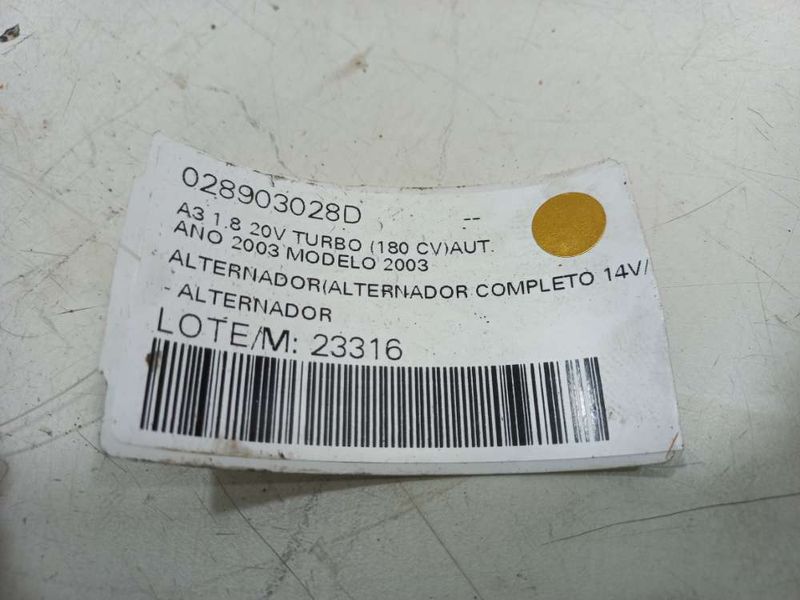 028903028D --
A3 1.8 20V TURBO (180 CV)AUT.
ANO 2003 MODELO 2003
ALTERNADOR(ALTERNADOR COMPLETO 14V/
- ALTERNADOR
LOTE/M: 23316